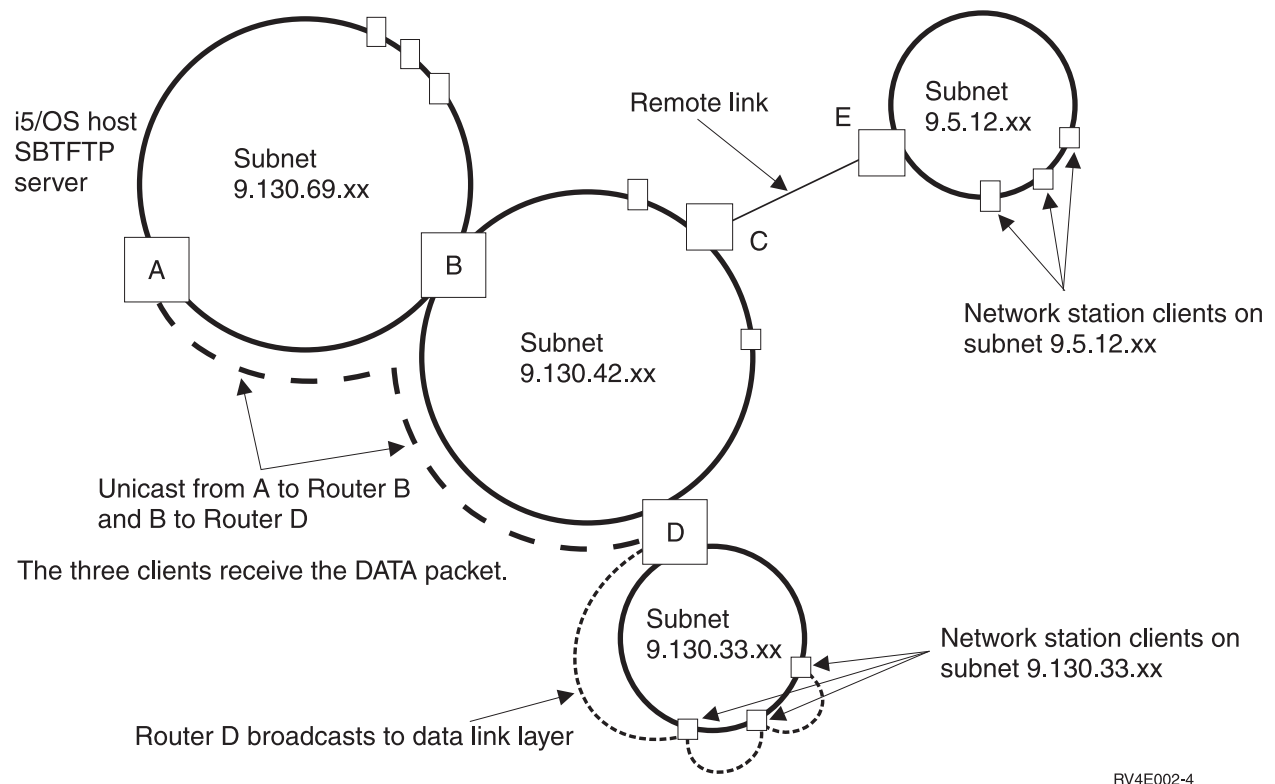 i5/OS host
SBTFTP
server
Subnet
9.130.69.xx
A
B
Remote link
E
Subnet
9.5.12.xx
C
Network station clients on
subnet 9.5.12.xx
Subnet
9.130.42.xx
Unicast from A to Router B
and B to Router D
The three clients receive the DATA packet.
D
Subnet
9.130.33.xx
Network station clients on
subnet 9.130.33.xx
Router D broadcasts to data link layer
RV4E002-4